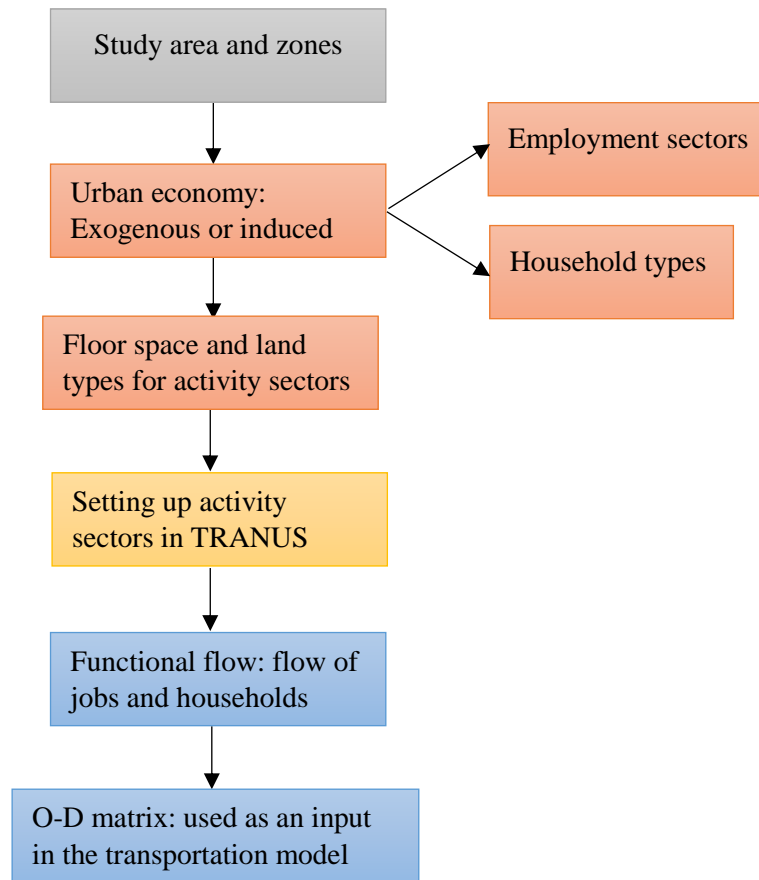 Study area and zones
Employment sectors
Urban economy:
Exogenous or induced
Household types
Floor space and land
types for activity sectors
Setting up activity
sectors in TRANUS
Functional flow: flow of
jobs and households
O-D matrix: used as an input
in the transportation model